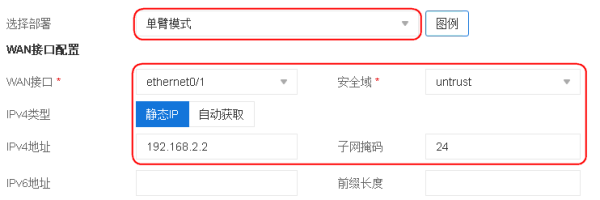 选择部署 单臂模式 图例
WAN接口配置
WAN接口 * ethernet0/1 安全域 * untrust
IPv4类型 静态IP 自动获取
IPv4地址 192.168.2.2 子网掩码 24
IPv6地址 前缀长度